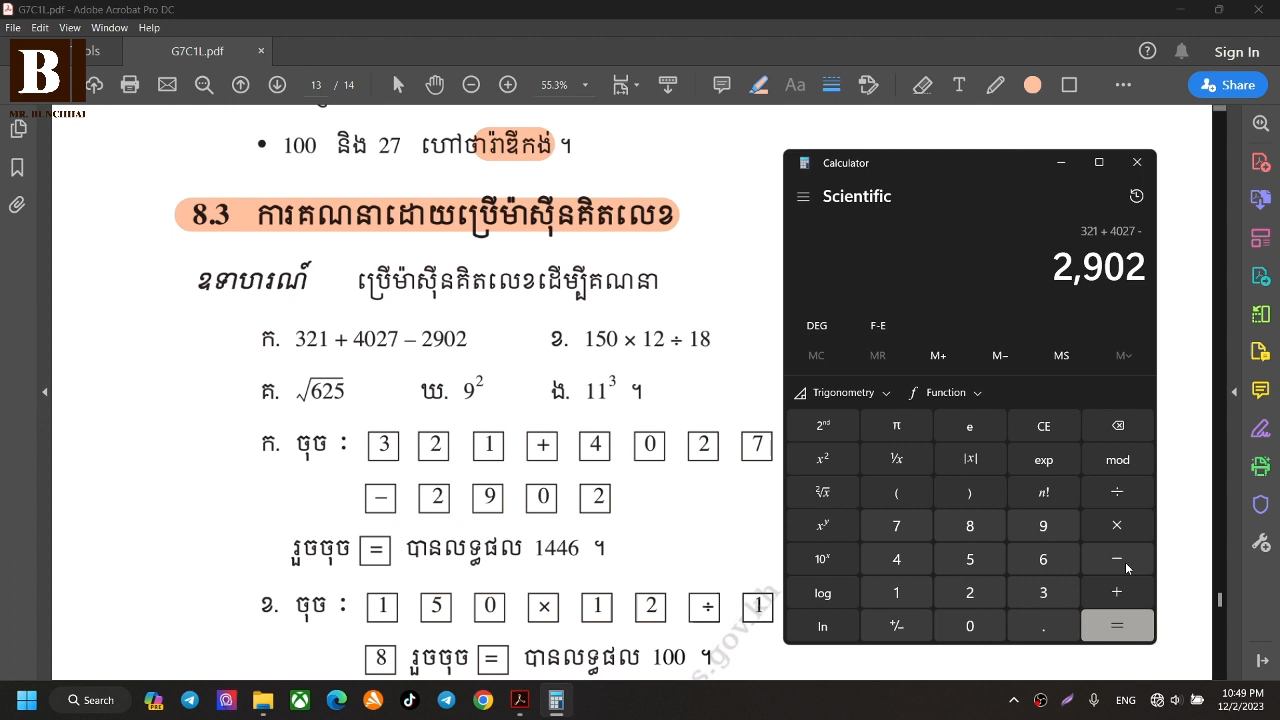 G7C1L.pdf - Adobe Acrobat Pro DC
File Edit View Window Help
ols G7C1L.pdf × Sign In
B
MR. BUNCHHAI
13 / 14 55.3% Share
• 100 និង 27 ហៅថារ៉ាឌីកង់ ។
8.3 ការគណនាដោយប្រើម៉ាស៊ីនគិតលេខ
ឧទាហរណ៍ ប្រើម៉ាស៊ីនគិតលេខដើម្បីគណនា
ក. 321 + 4027 – 2902 ខ. 150 × 12 ÷ 18
គ. √625 ឃ. 9² ង. 11³ ។
ក. ចុច : 3 2 1 + 4 0 2 7
– 2 9 0 2
រួចចុច = បានលទ្ធផល 1446 ។
ខ. ចុច : 1 5 0 × 1 2 ÷ 1
8 រួចចុច = បានលទ្ធផល 100 ។
s.gov.kh
Calculator
Scientific
321 + 4027 -
2,902
DEG F-E
MC MR M+ M− MS M˅
Trigonometry f Function
2nd π e CE
x² ¹/x |x| exp mod
²√x ( ) n! ÷
xʸ 7 8 9 ×
10ˣ 4 5 6 −
log 1 2 3 +
ln +/− 0 . =
Search PRE ENG 10:49 PM
12/2/2023